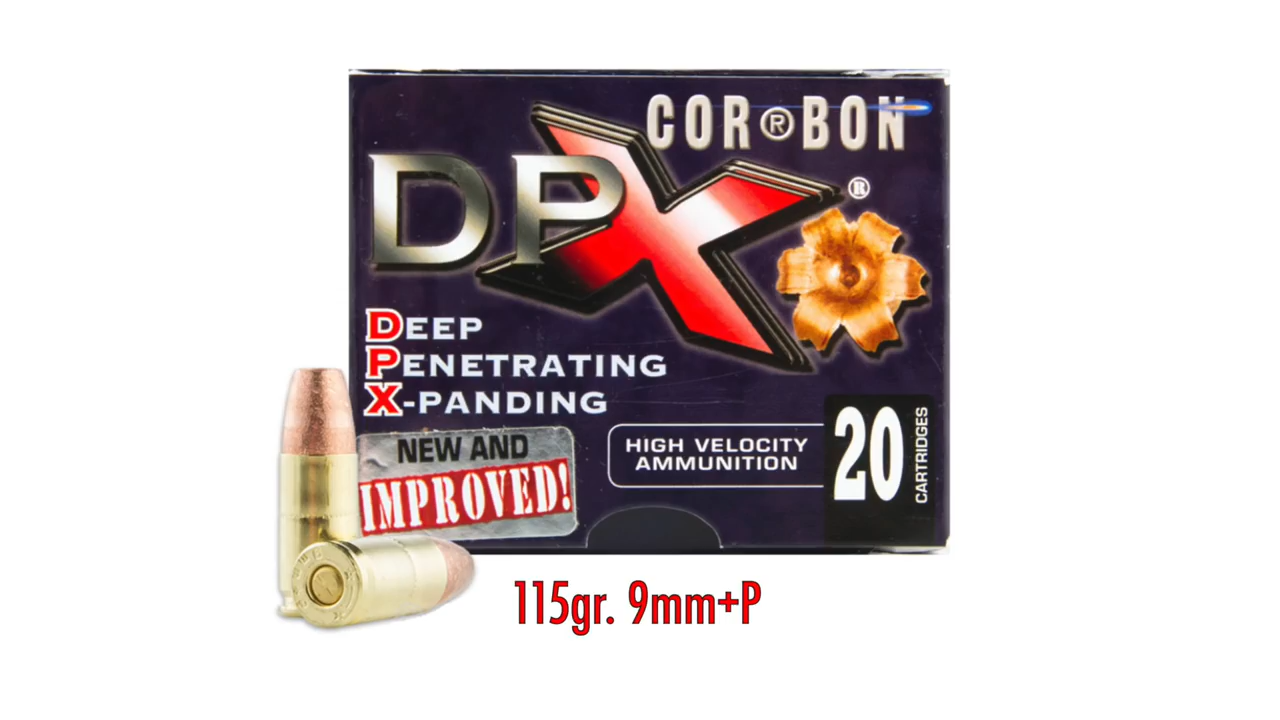 COR®BON
DPX®
DEEP
PENETRATING
X-PANDING
NEW AND
IMPROVED!
HIGH VELOCITY
AMMUNITION
20
CARTRIDGES
115gr. 9mm+P